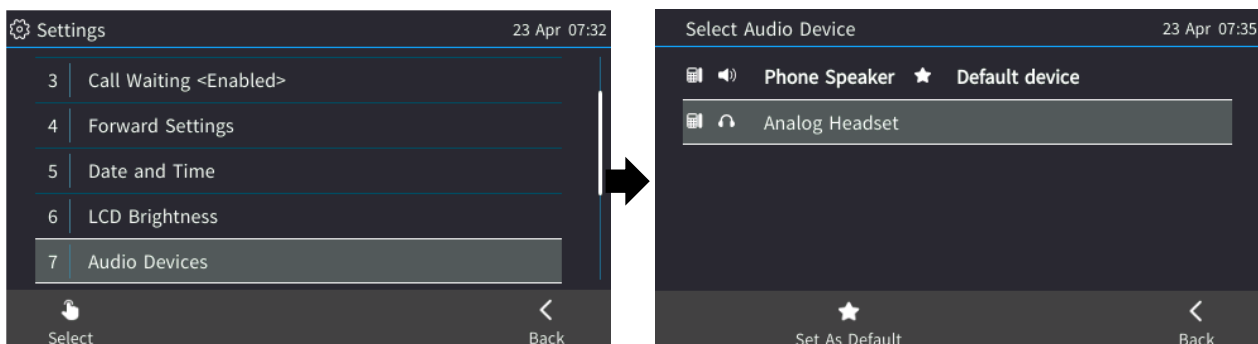 Settings 23 Apr 07:32
3 Call Waiting <Enabled>
4 Forward Settings
5 Date and Time
6 LCD Brightness
7 Audio Devices
Select Back
Select Audio Device 23 Apr 07:35
Phone Speaker Default device
Analog Headset
Set As Default Back